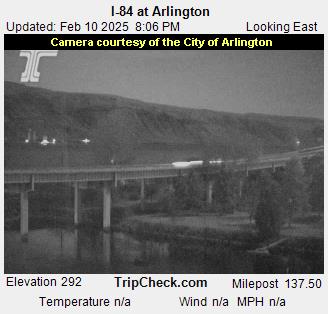 I-84 at Arlington
Updated: Feb 10 2025 8:06 PM Looking East
Camera courtesy of the City of Arlington
Elevation 292 TripCheck.com Milepost 137.50
Temperature n/a Wind n/a MPH n/a